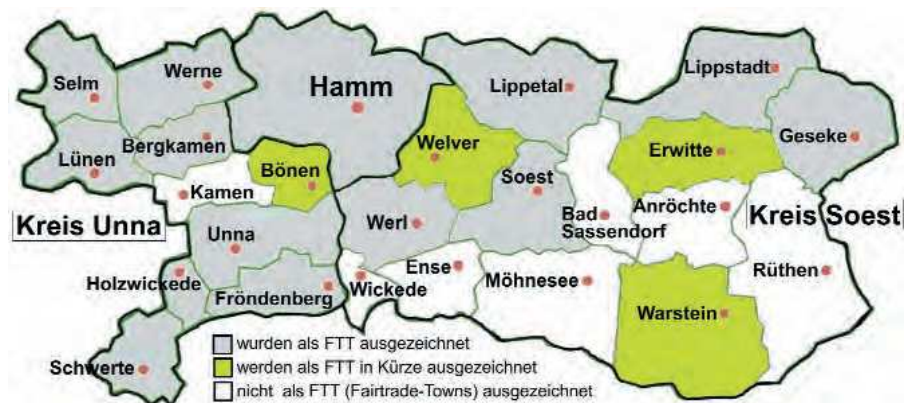 Selm
Werne
Hamm
Lippetal
Lippstadt
Lünen
Bergkamen
Bönen
Welver
Erwitte
Geseke
Kamen
Soest
Kreis Unna
Unna
Werl
Bad
Sassendorf
Anröchte
Kreis Soest
Holzwickede
Fröndenberg
Wickede
Ense
Möhnesee
Rüthen
Warstein
Schwerte
wurden als FTT ausgezeichnet
werden als FTT in Kürze ausgezeichnet
nicht als FTT (Fairtrade-Towns) ausgezeichnet